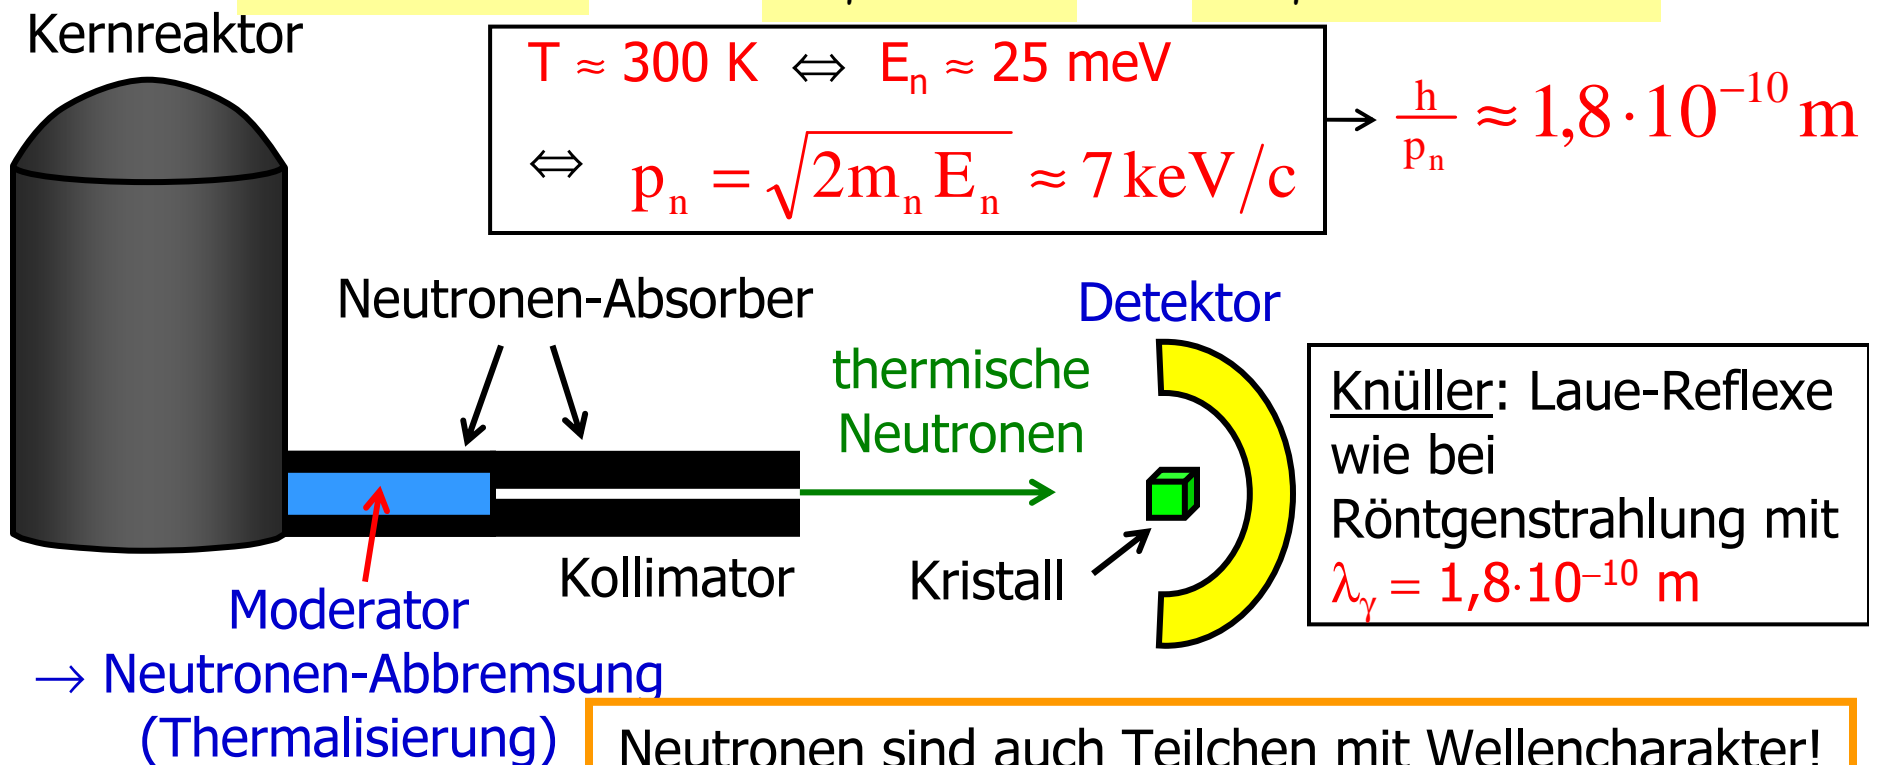 Kernreaktor
T ≈ 300 K ⇔ Eₙ ≈ 25 meV
⇔ pₙ = √(2mₙ Eₙ) ≈ 7 keV/c
→ h/pₙ ≈ 1,8 · 10⁻¹⁰ m
Neutronen-Absorber
Detektor
thermische
Neutronen
Knüller: Laue-Reflexe
wie bei
Röntgenstrahlung mit
λᵧ = 1,8·10⁻¹⁰ m
Kollimator
Kristall
Moderator
→ Neutronen-Abbremsung
(Thermalisierung)
Neutronen sind auch Teilchen mit Wellencharakter!